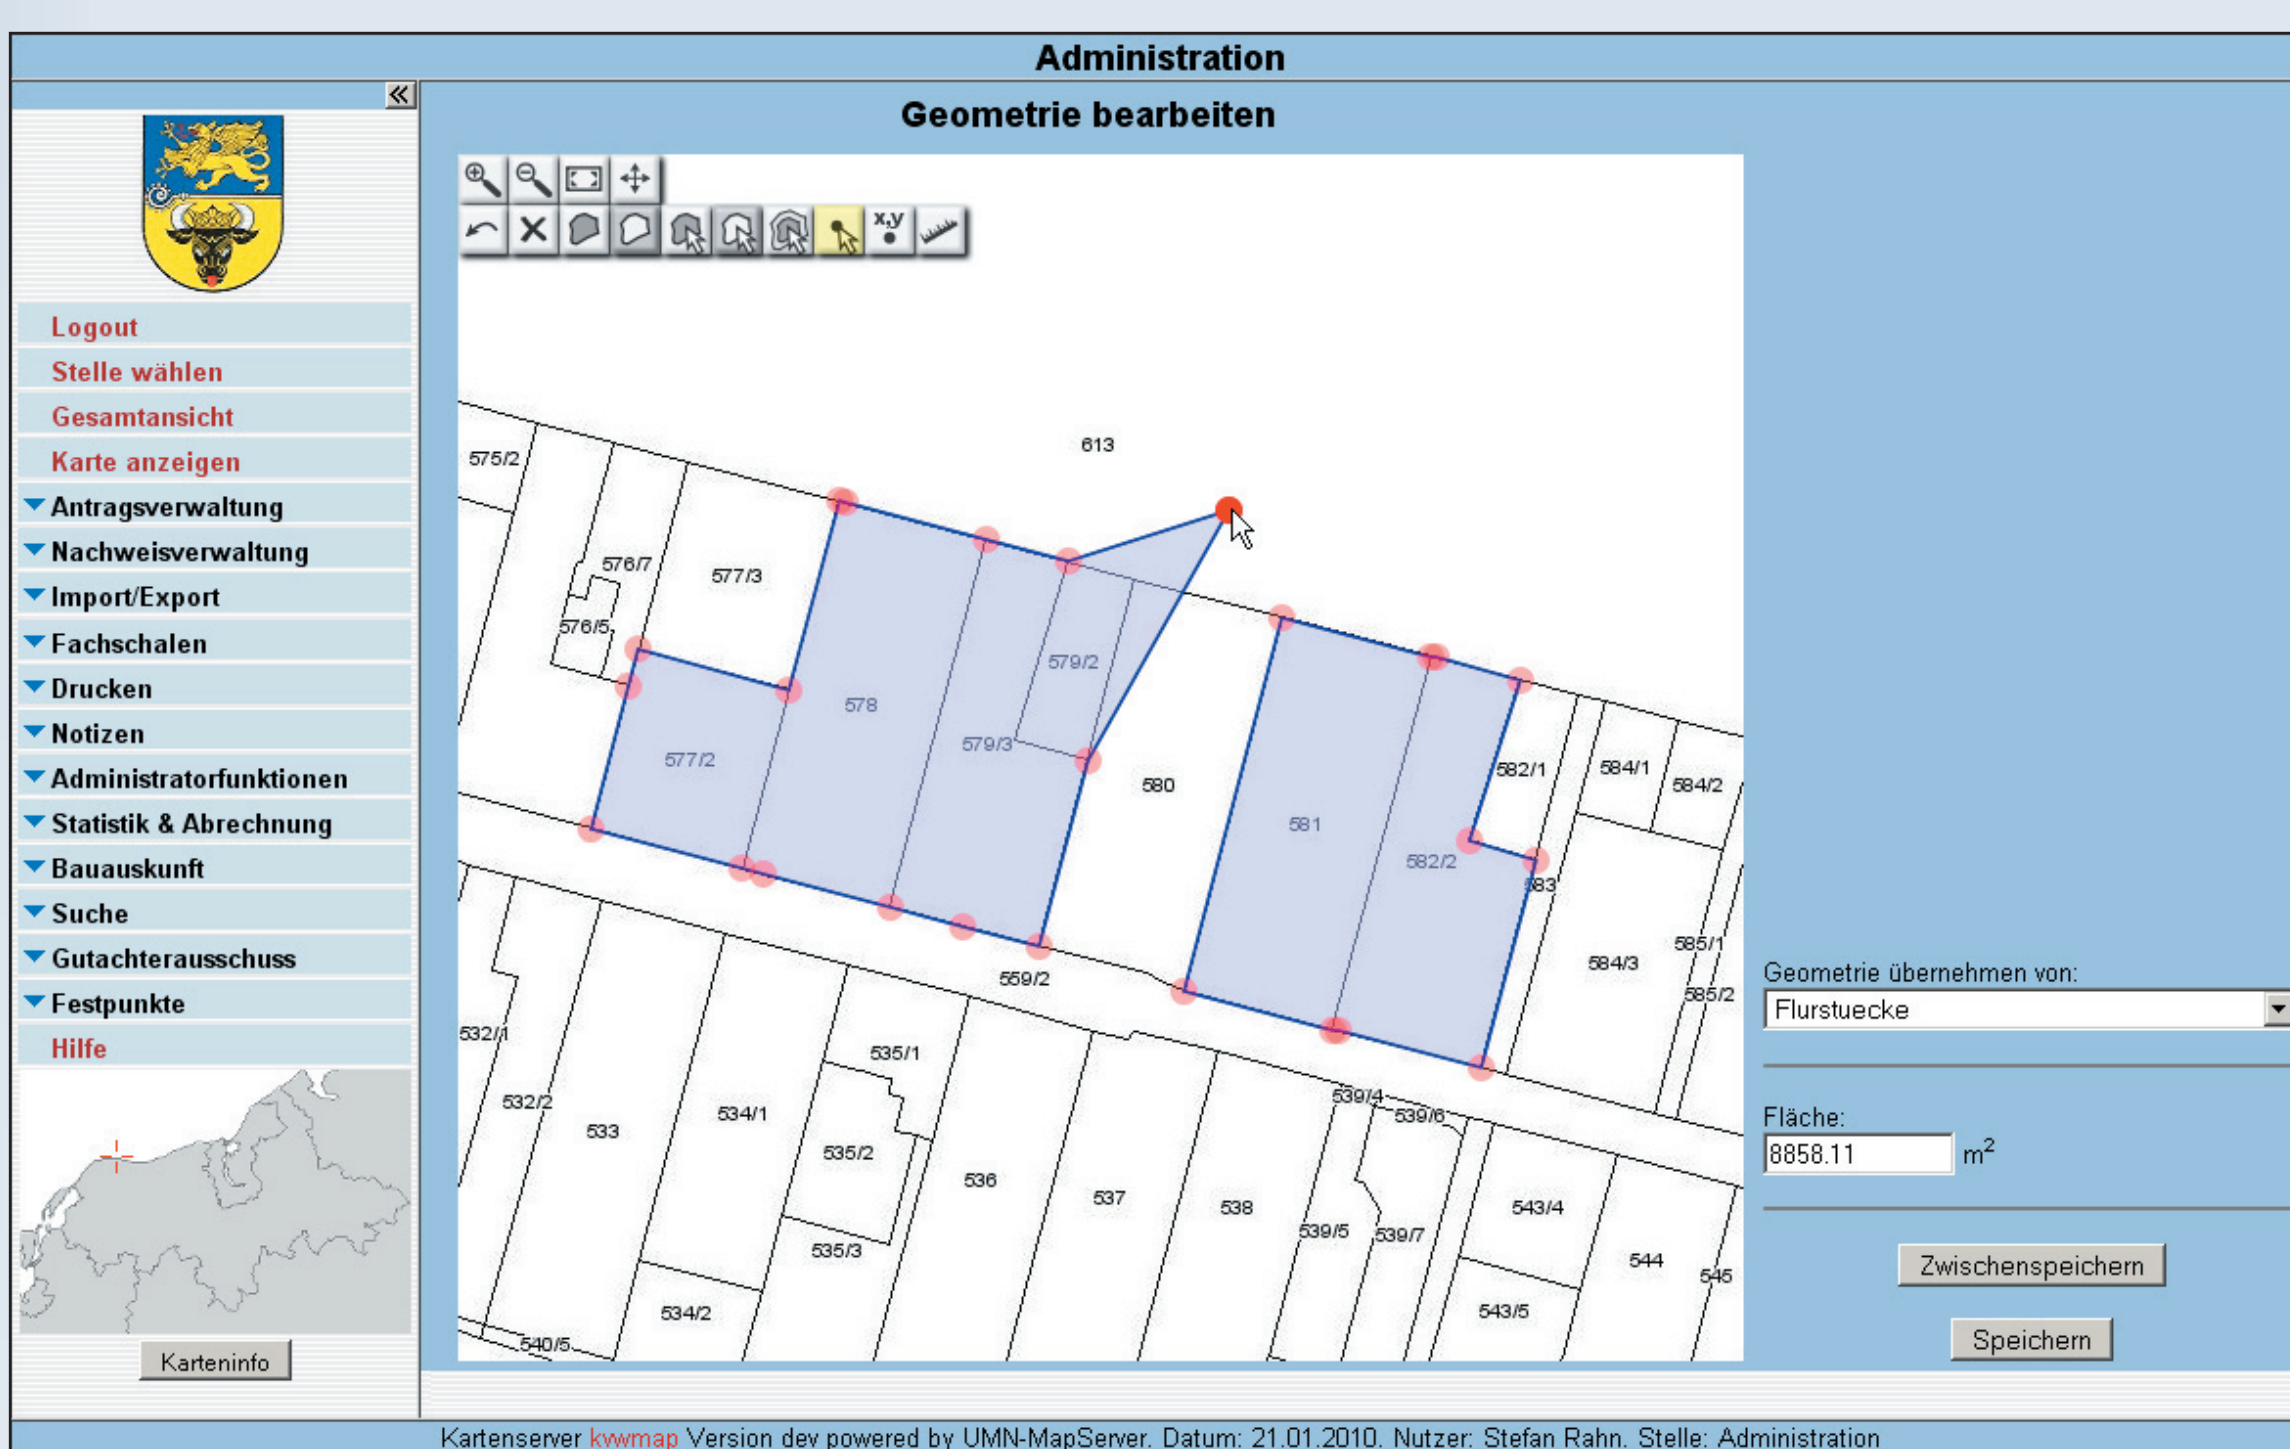 Administration
«
Geometrie bearbeiten
x,y
Logout
Stelle wählen
Gesamtansicht
Karte anzeigen
Antragsverwaltung
Nachweisverwaltung
Import/Export
Fachschalen
Drucken
Notizen
Administratorfunktionen
Statistik & Abrechnung
Bauauskunft
Suche
Gutachterausschuss
Festpunkte
Hilfe
Karteninfo
613
575/2
576/7
577/3
576/5
579/2
578
579/3
577/2
580
582/1
584/1
584/2
581
582/2
583
585/1
584/3
559/2
585/2
532/1
535/1
532/2
533
534/1
539/4
539/6
535/2
536
537
538
543/4
539/5
539/7
535/3
544
545
534/2
543/5
540/5
Geometrie übernehmen von:
Flurstuecke
Fläche:
8858.11 m²
Zwischenspeichern
Speichern
Kartenserver kvwmap Version dev powered by UMN-MapServer. Datum: 21.01.2010. Nutzer: Stefan Rahn. Stelle: Administration